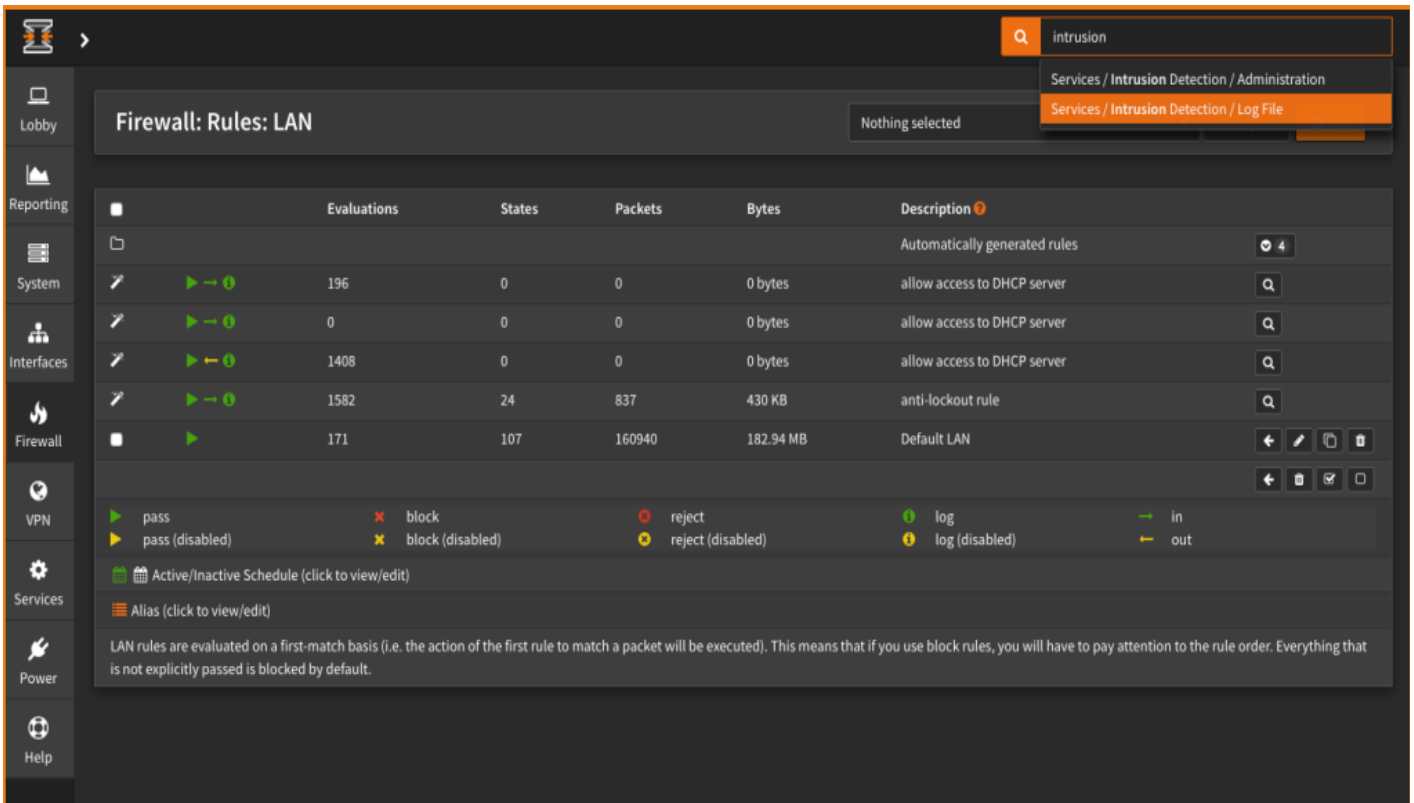 intrusion
Services / Intrusion Detection / Administration
Services / Intrusion Detection / Log File
Lobby
Reporting
System
Interfaces
Firewall
VPN
Services
Power
Help
Firewall: Rules: LAN
Nothing selected
Evaluations States Packets Bytes Description
Automatically generated rules 4
196 0 0 0 bytes allow access to DHCP server
0 0 0 0 bytes allow access to DHCP server
1408 0 0 0 bytes allow access to DHCP server
1582 24 837 430 KB anti-lockout rule
171 107 160940 182.94 MB Default LAN
pass block reject log in
pass (disabled) block (disabled) reject (disabled) log (disabled) out
Active/Inactive Schedule (click to view/edit)
Alias (click to view/edit)
LAN rules are evaluated on a first-match basis (i.e. the action of the first rule to match a packet will be executed). This means that if you use block rules, you will have to pay attention to the rule order. Everything that
is not explicitly passed is blocked by default.